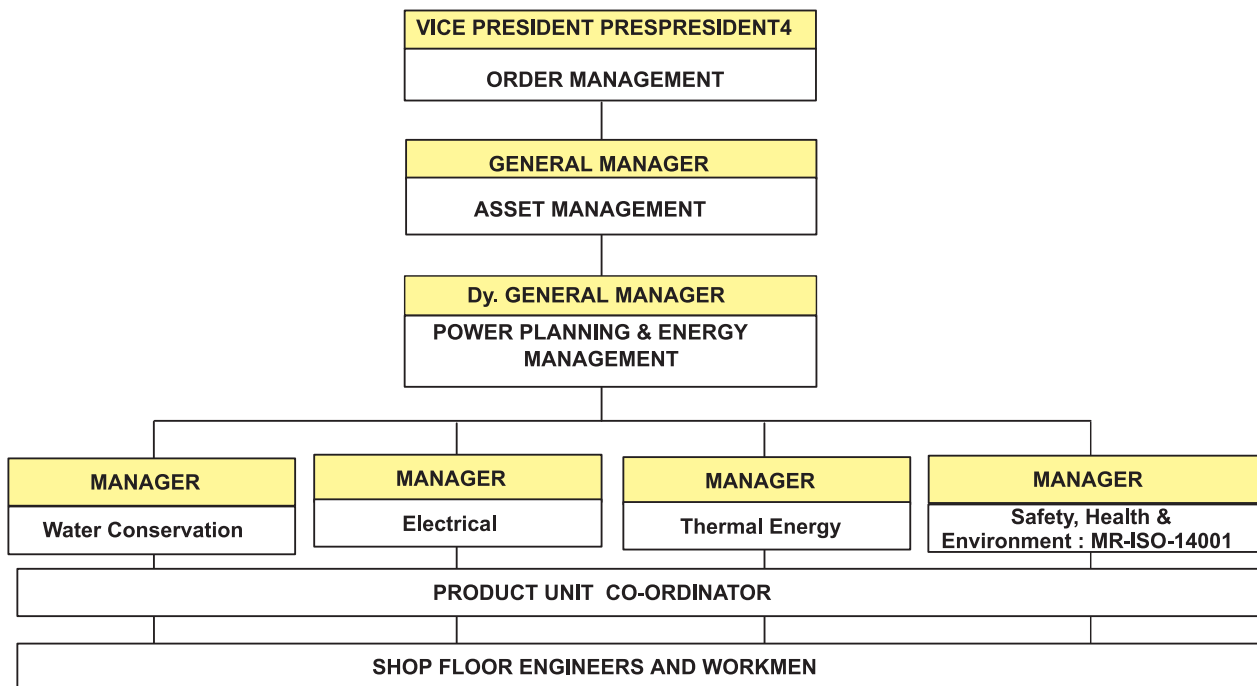 VICE PRESIDENT PRESPRESIDENT4
ORDER MANAGEMENT
GENERAL MANAGER
ASSET MANAGEMENT
Dy. GENERAL MANAGER
POWER PLANNING & ENERGY
MANAGEMENT
MANAGER
Water Conservation
MANAGER
Electrical
MANAGER
Thermal Energy
MANAGER
Safety, Health &
Environment : MR-ISO-14001
PRODUCT UNIT CO-ORDINATOR
SHOP FLOOR ENGINEERS AND WORKMEN